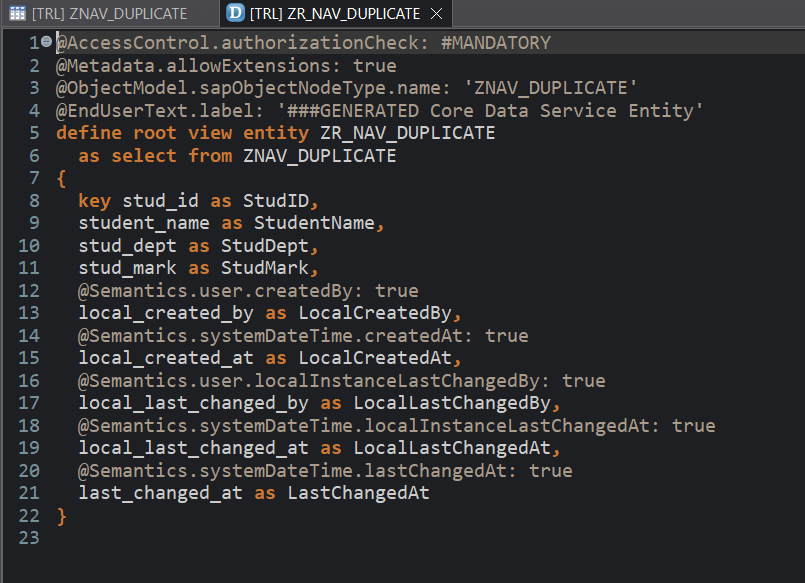 [TRL] ZNAV_DUPLICATE
D [TRL] ZR_NAV_DUPLICATE
1 @AccessControl.authorizationCheck: #MANDATORY
2 @Metadata.allowExtensions: true
3 @ObjectModel.sapObjectNodeType.name: 'ZNAV_DUPLICATE'
4 @EndUserText.label: '###GENERATED Core Data Service Entity'
5 define root view entity ZR_NAV_DUPLICATE
6   as select from ZNAV_DUPLICATE
7 {
8   key stud_id as StudID,
9   student_name as StudentName,
10   stud_dept as StudDept,
11   stud_mark as StudMark,
12   @Semantics.user.createdBy: true
13   local_created_by as LocalCreatedBy,
14   @Semantics.systemDateTime.createdAt: true
15   local_created_at as LocalCreatedAt,
16   @Semantics.user.localInstanceLastChangedBy: true
17   local_last_changed_by as LocalLastChangedBy,
18   @Semantics.systemDateTime.localInstanceLastChangedAt: true
19   local_last_changed_at as LocalLastChangedAt,
20   @Semantics.systemDateTime.lastChangedAt: true
21   last_changed_at as LastChangedAt
22 }
23